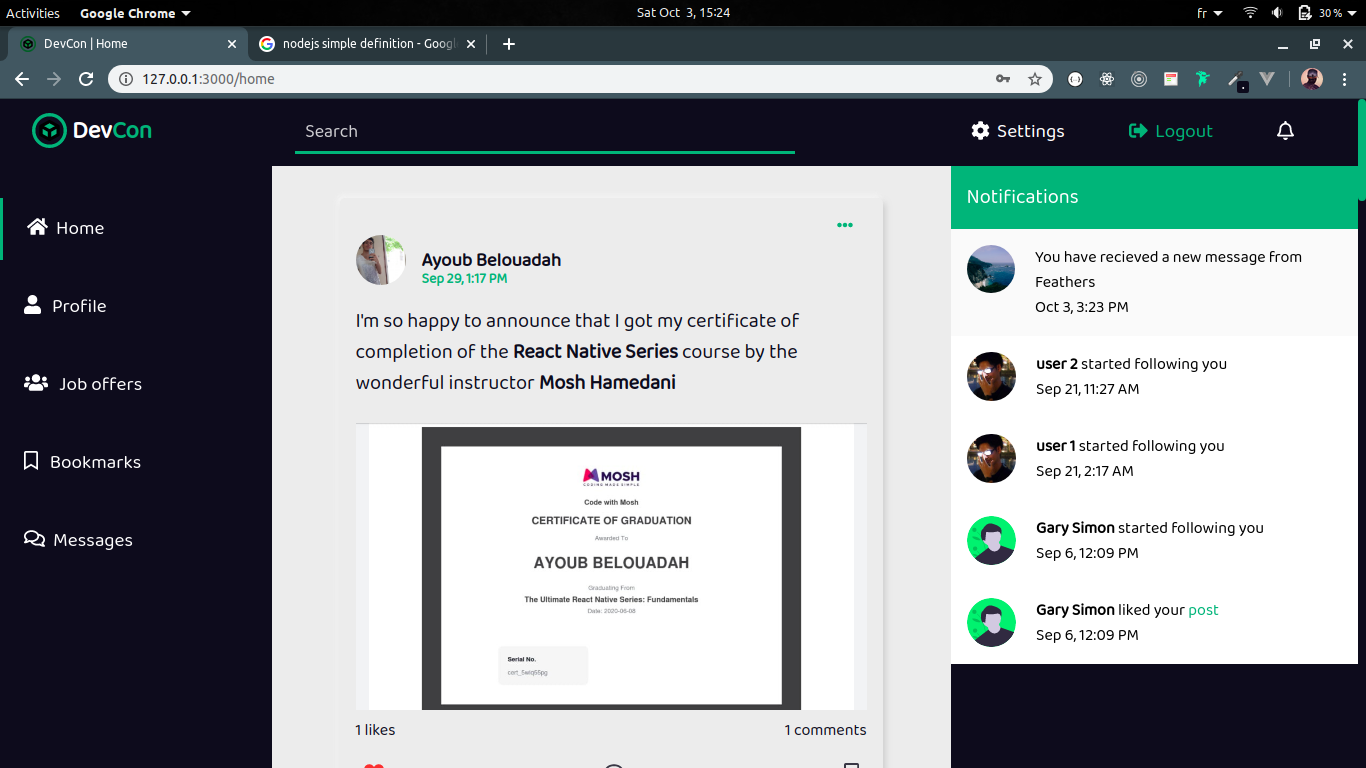 Activities Google Chrome Sat Oct 3, 15:24 fr 30 %
DevCon | Home nodejs simple definition - Goog
127.0.0.1:3000/home
DevCon Search Settings Logout
Home
Profile
Job offers
Bookmarks
Messages
Ayoub Belouadah
Sep 29, 1:17 PM
I'm so happy to announce that I got my certificate of
completion of the React Native Series course by the
wonderful instructor Mosh Hamedani
MOSH
CODING MADE SIMPLE
Code with Mosh
CERTIFICATE OF GRADUATION
Awarded To
AYOUB BELOUADAH
Graduating From
The Ultimate React Native Series: Fundamentals
Date: 2020-06-08
Serial No.
cert_5wlq55pg
1 likes 1 comments
Notifications
You have recieved a new message from
Feathers
Oct 3, 3:23 PM
user 2 started following you
Sep 21, 11:27 AM
user 1 started following you
Sep 21, 2:17 AM
Gary Simon started following you
Sep 6, 12:09 PM
Gary Simon liked your post
Sep 6, 12:09 PM